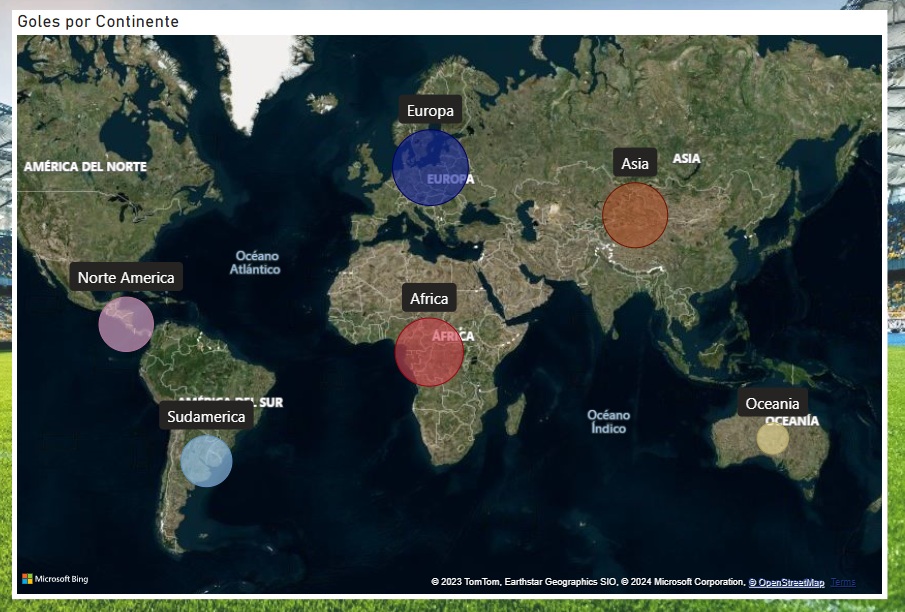 Goles por Continente
Europa
Asia
ASIA
AMÉRICA DEL NORTE
EUROPA
Océano
Atlántico
Norte America
Africa
ÁFRICA
AMÉRICA DEL SUR
Sudamerica
Oceania
OCEANÍA
Océano
Índico
Microsoft Bing
© 2023 TomTom, Earthstar Geographics SIO, © 2024 Microsoft Corporation, © OpenStreetMap Terms